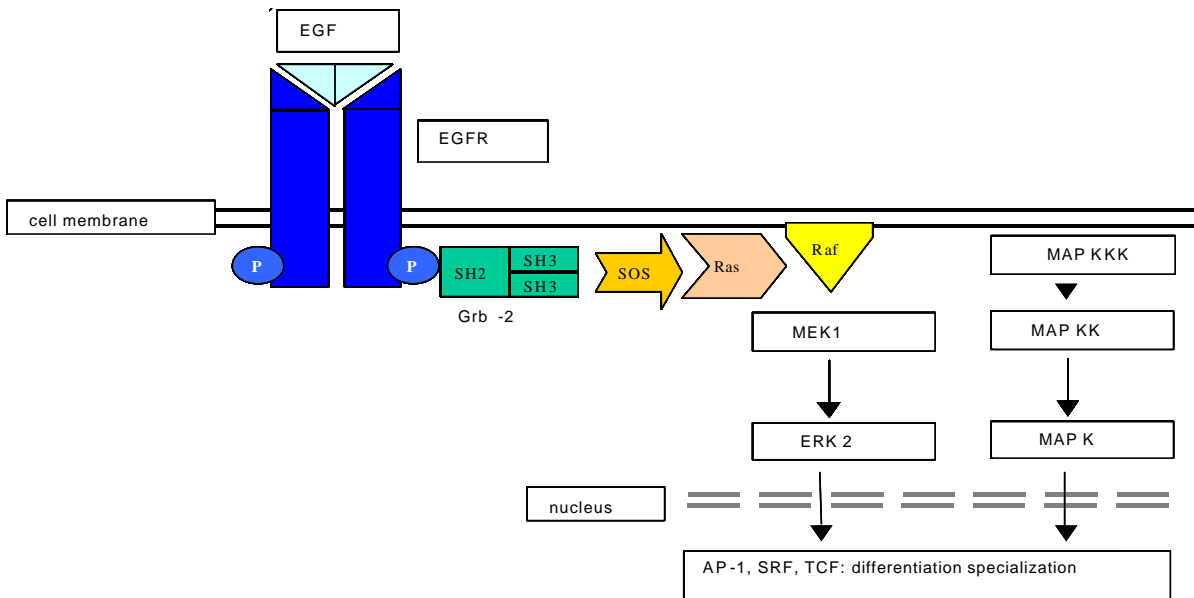 EGF
EGFR
cell membrane
P
P
SH2
SH3
SH3
Grb -2
SOS
Ras
Raf
MAP KKK
MEK1
MAP KK
ERK 2
MAP K
nucleus
AP-1, SRF, TCF: differentiation specialization